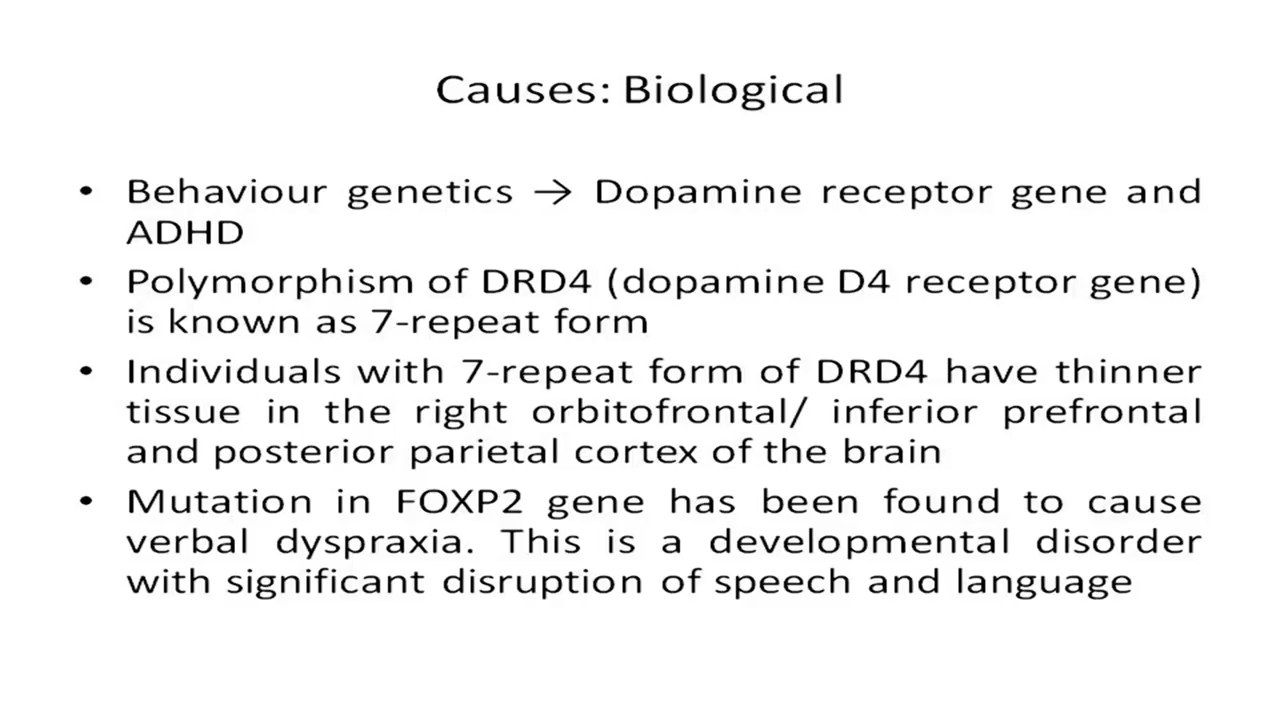 Causes: Biological
• Behaviour genetics → Dopamine receptor gene and
ADHD
• Polymorphism of DRD4 (dopamine D4 receptor gene)
is known as 7-repeat form
• Individuals with 7-repeat form of DRD4 have thinner
tissue in the right orbitofrontal/ inferior prefrontal
and posterior parietal cortex of the brain
• Mutation in FOXP2 gene has been found to cause
verbal dyspraxia. This is a developmental disorder
with significant disruption of speech and language